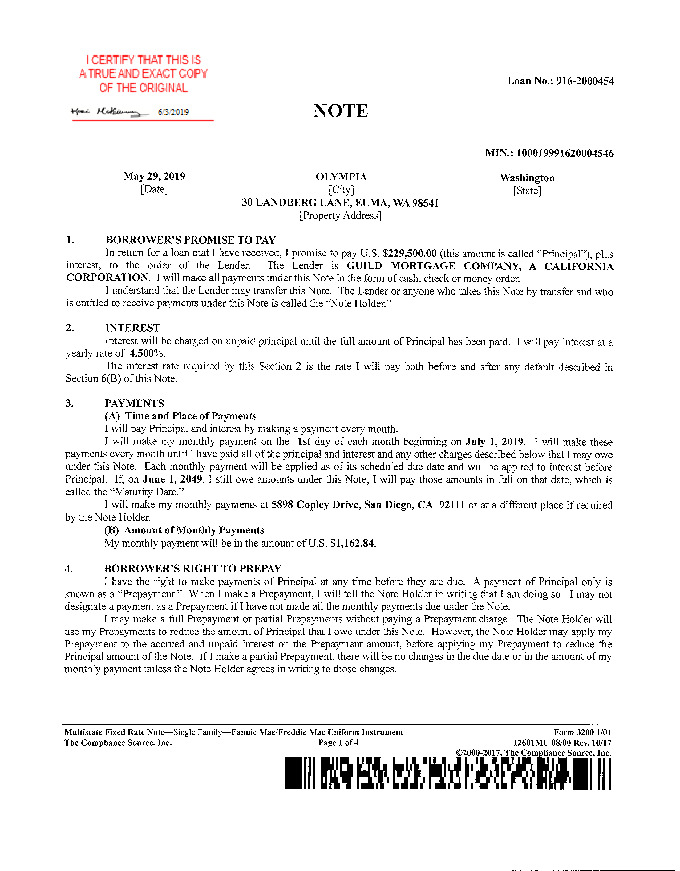 I CERTIFY THAT THIS IS
A TRUE AND EXACT COPY
OF THE ORIGINAL
6/3/2019
Loan No.: 916-2000454
NOTE
MIN.: 100019991620004546
May 29, 2019 OLYMPIA Washington
[Date] [City] [State]
30 LANDBERG LANE, ELMA, WA 98541
[Property Address]
1. BORROWER'S PROMISE TO PAY
In return for a loan that I have received, I promise to pay U.S. $229,500.00 (this amount is called "Principal"), plus
interest, to the order of the Lender. The Lender is GUILD MORTGAGE COMPANY, A CALIFORNIA
CORPORATION. I will make all payments under this Note in the form of cash, check or money order.
I understand that the Lender may transfer this Note. The Lender or anyone who takes this Note by transfer and who
is entitled to receive payments under this Note is called the "Note Holder."
2. INTEREST
Interest will be charged on unpaid principal until the full amount of Principal has been paid. I will pay interest at a
yearly rate of 4.500%.
The interest rate required by this Section 2 is the rate I will pay both before and after any default described in
Section 6(B) of this Note.
3. PAYMENTS
(A) Time and Place of Payments
I will pay Principal and interest by making a payment every month.
I will make my monthly payment on the 1st day of each month beginning on July 1, 2019. I will make these
payments every month until I have paid all of the principal and interest and any other charges described below that I may owe
under this Note. Each monthly payment will be applied as of its scheduled due date and will be applied to interest before
Principal. If, on June 1, 2049, I still owe amounts under this Note, I will pay those amounts in full on that date, which is
called the "Maturity Date."
I will make my monthly payments at 5898 Copley Drive, San Diego, CA 92111 or at a different place if required
by the Note Holder.
(B) Amount of Monthly Payments
My monthly payment will be in the amount of U.S. $1,162.84.
4. BORROWER'S RIGHT TO PREPAY
I have the right to make payments of Principal at any time before they are due. A payment of Principal only is
known as a "Prepayment." When I make a Prepayment, I will tell the Note Holder in writing that I am doing so. I may not
designate a payment as a Prepayment if I have not made all the monthly payments due under the Note.
I may make a full Prepayment or partial Prepayments without paying a Prepayment charge. The Note Holder will
use my Prepayments to reduce the amount of Principal that I owe under this Note. However, the Note Holder may apply my
Prepayment to the accrued and unpaid interest on the Prepayment amount, before applying my Prepayment to reduce the
Principal amount of the Note. If I make a partial Prepayment, there will be no changes in the due date or in the amount of my
monthly payment unless the Note Holder agrees in writing to those changes.
Multistate Fixed Rate Note—Single Family—Fannie Mae/Freddie Mac Uniform Instrument Form 3200 1/01
The Compliance Source, Inc. Page 1 of 4 12601MU 08/00 Rev. 10/17
©2000-2017, The Compliance Source, Inc.